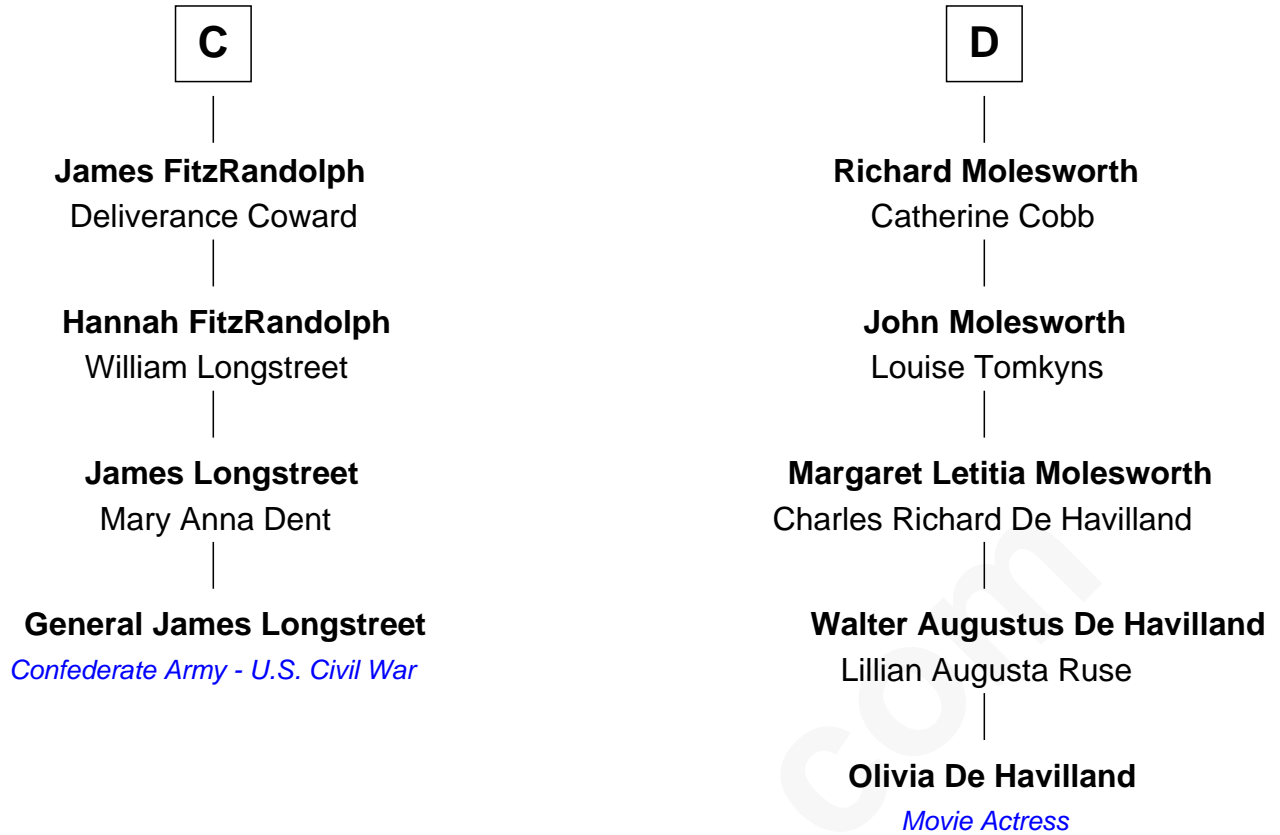 C
James FitzRandolph
Deliverance Coward
Hannah FitzRandolph
William Longstreet
James Longstreet
Mary Anna Dent
General James Longstreet
Confederate Army - U.S. Civil War
D
Richard Molesworth
Catherine Cobb
John Molesworth
Louise Tomkyns
Margaret Letitia Molesworth
Charles Richard De Havilland
Walter Augustus De Havilland
Lillian Augusta Ruse
Olivia De Havilland
Movie Actress
com